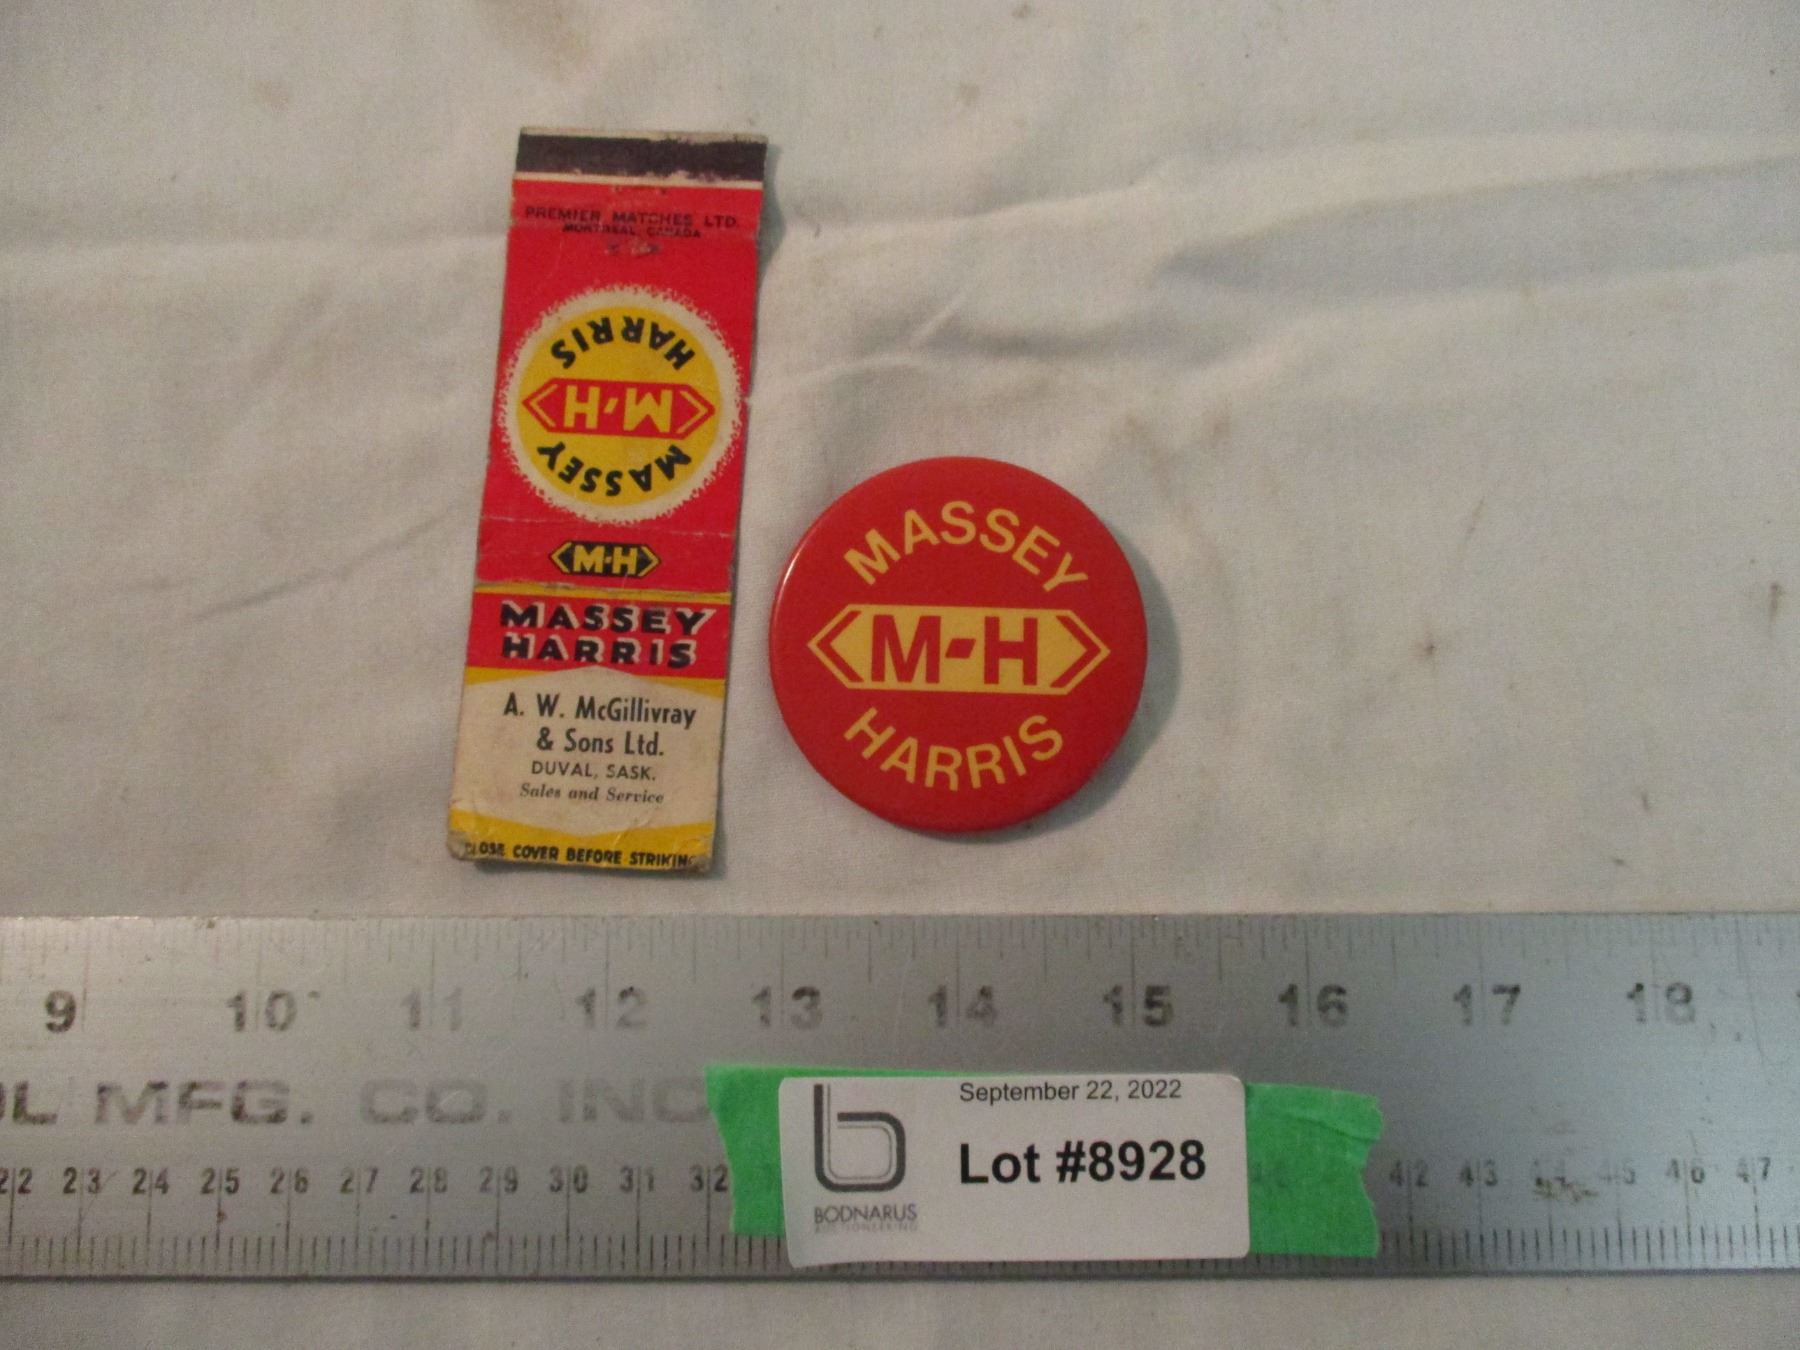 PREMIER MATCHES LTD.
MONTREAL, CANADA
MASSEY
M-H
HARRIS
M-H
MASSEY
HARRIS
A. W. McGillivray
& Sons Ltd.
DUVAL, SASK.
Sales and Service
CLOSE COVER BEFORE STRIKING
MASSEY
M-H
HARRIS
9 10 11 12 13 14 15 16 17 18
MFG. CO. INC
22 23 24 25 26 27 28 29 30 31 32 42 43 45 46 47
September 22, 2022
Lot #8928
b
BODNARUS
AUCTIONEERING